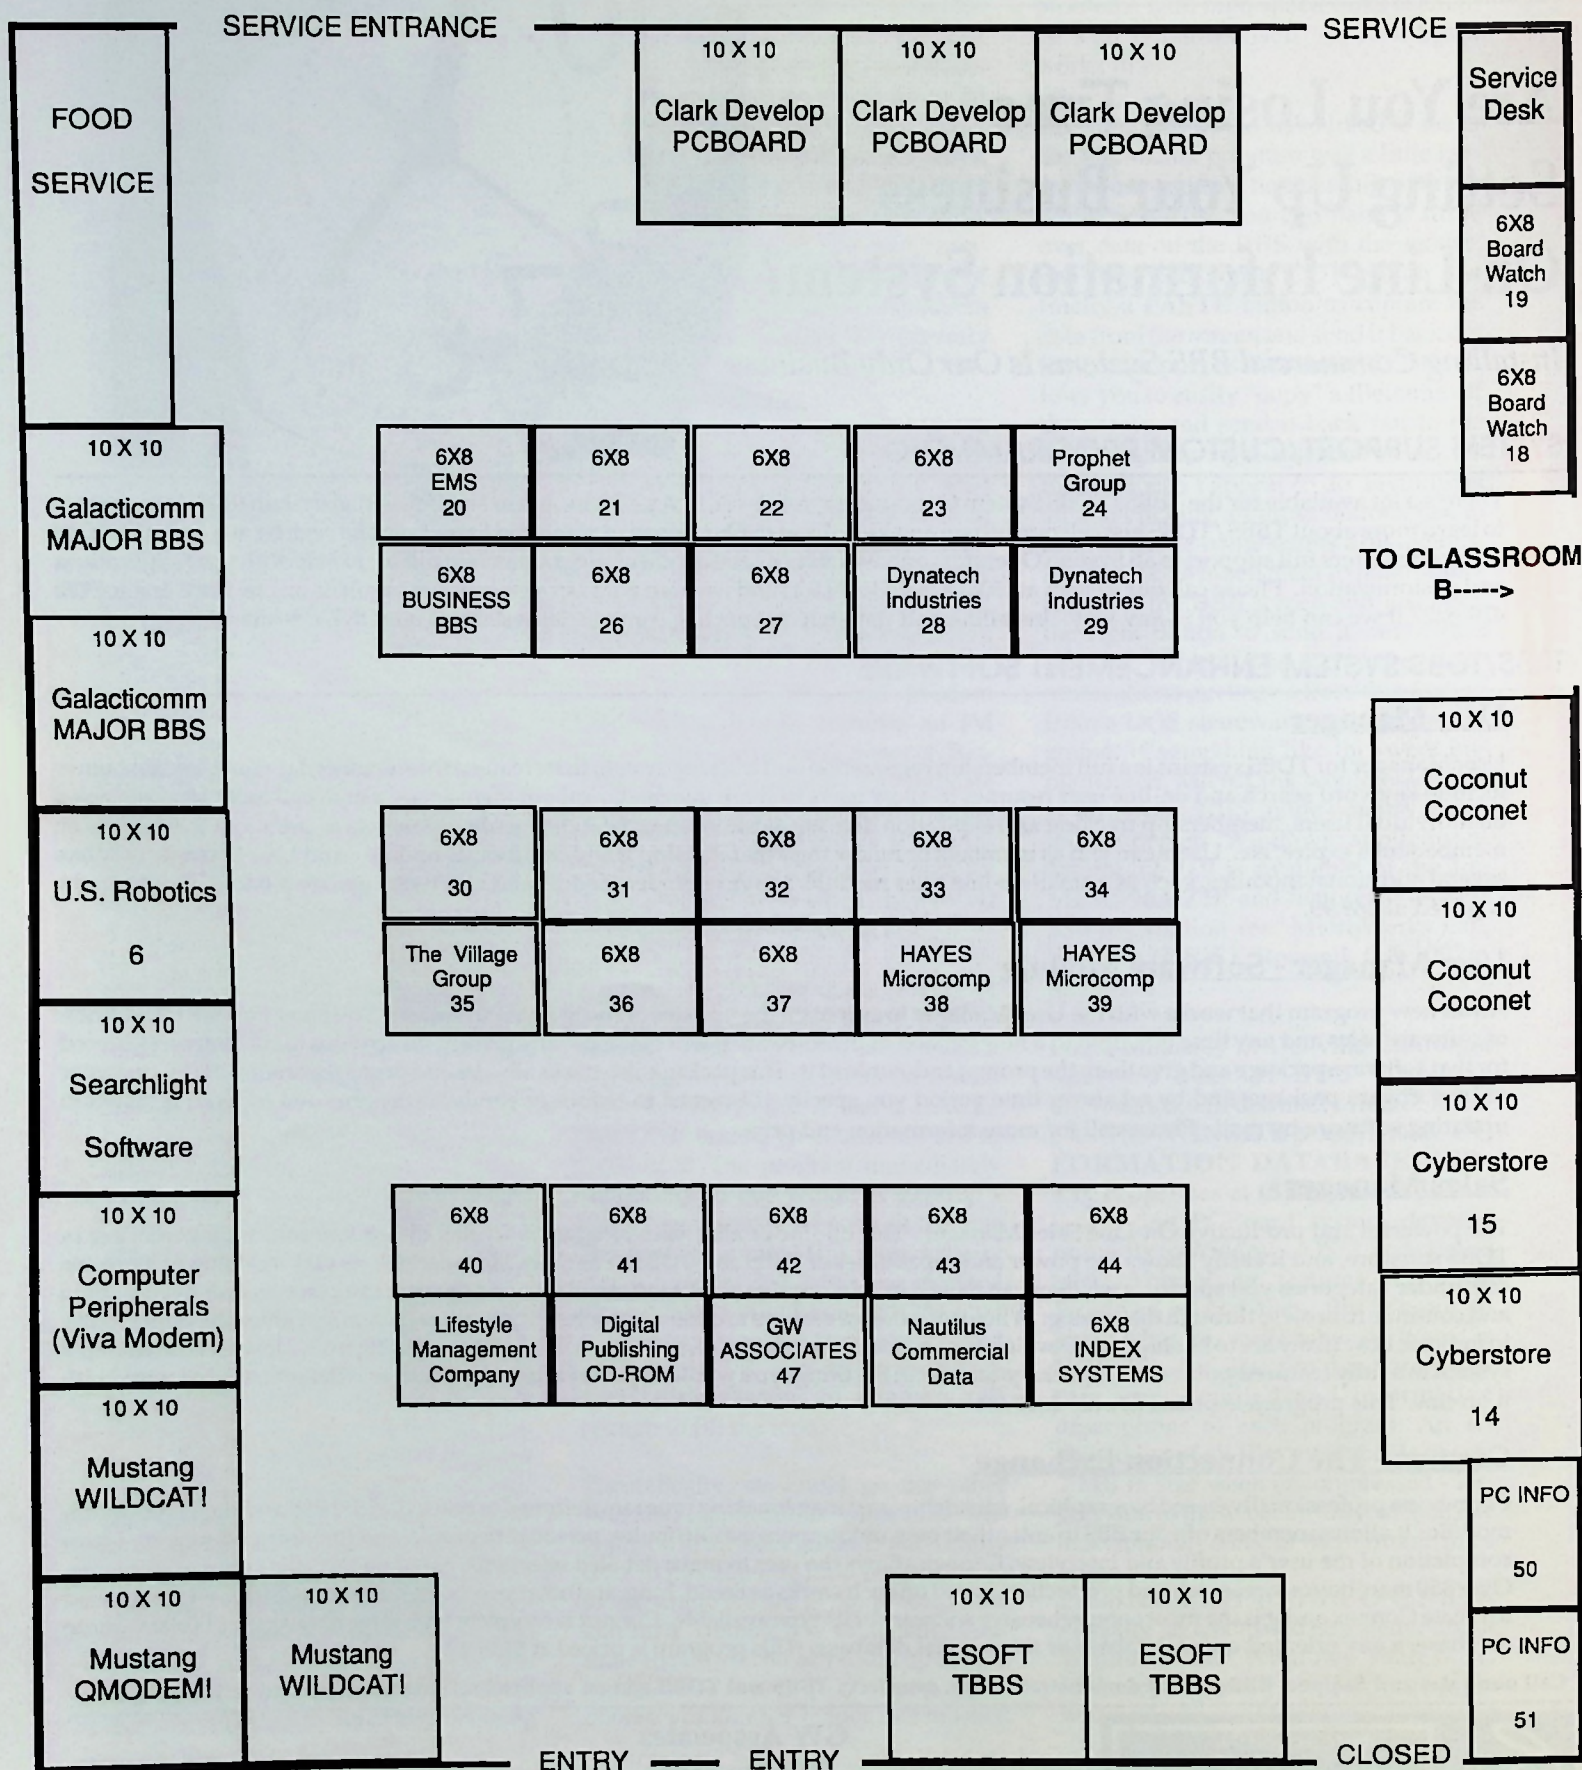 SERVICE ENTRANCE
SERVICE
FOOD
SERVICE
10 X 10
Clark Develop
PCBOARD
10 X 10
Clark Develop
PCBOARD
10 X 10
Clark Develop
PCBOARD
Service
Desk
6X8
Board
Watch
19
6X8
Board
Watch
18
10 X 10
Galacticomm
MAJOR BBS
6X8
EMS
20
6X8
21
6X8
22
6X8
23
Prophet
Group
24
6X8
BUSINESS
BBS
6X8
26
6X8
27
Dynatech
Industries
28
Dynatech
Industries
29
TO CLASSROOM
B----->
10 X 10
Galacticomm
MAJOR BBS
10 X 10
Coconut
Coconet
10 X 10
U.S. Robotics
6
6X8
30
6X8
31
6X8
32
6X8
33
6X8
34
The Village
Group
35
6X8
36
6X8
37
HAYES
Microcomp
38
HAYES
Microcomp
39
10 X 10
Coconut
Coconet
10 X 10
Searchlight
Software
10 X 10
Cyberstore
15
10 X 10
Computer
Peripherals
(Viva Modem)
6X8
40
6X8
41
6X8
42
6X8
43
6X8
44
Lifestyle
Management
Company
Digital
Publishing
CD-ROM
GW
ASSOCIATES
47
Nautilus
Commercial
Data
6X8
INDEX
SYSTEMS
10 X 10
Cyberstore
14
10 X 10
Mustang
WILDCAT!
PC INFO
50
10 X 10
Mustang
QMODEM!
10 X 10
Mustang
WILDCAT!
10 X 10
ESOFT
TBBS
10 X 10
ESOFT
TBBS
PC INFO
51
ENTRY
ENTRY
CLOSED